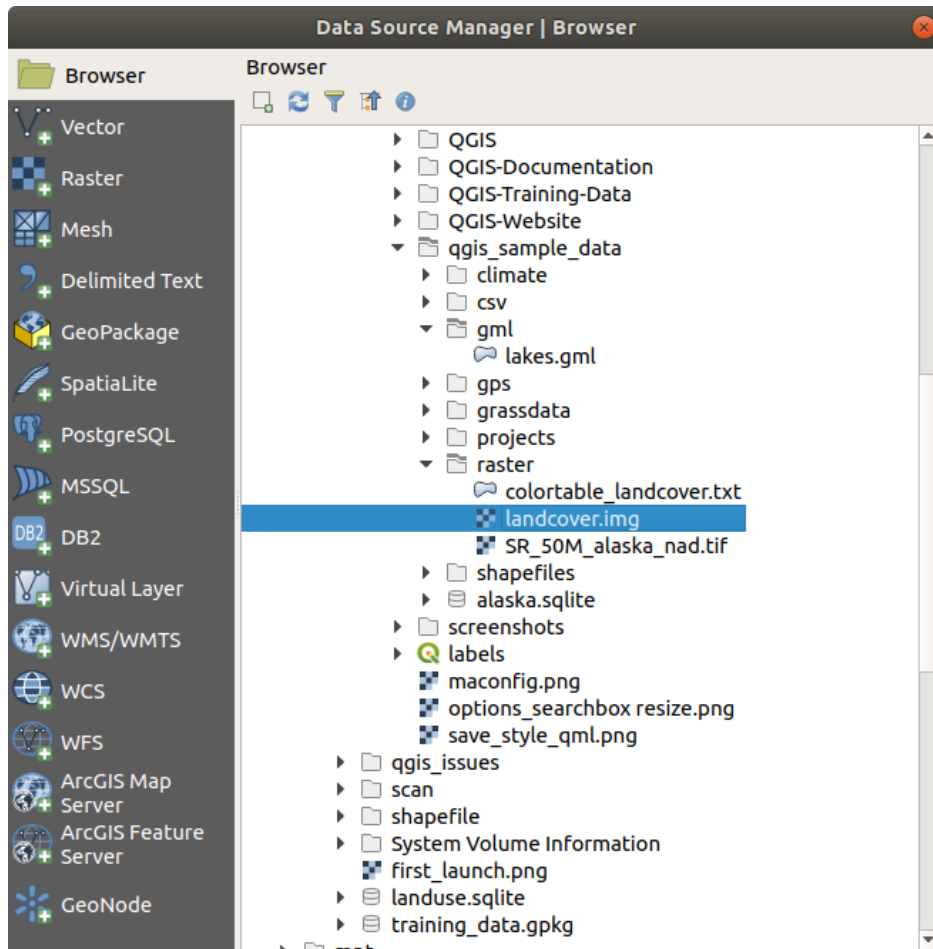 Data Source Manager | Browser
Browser
Vector
Raster
Mesh
Delimited Text
GeoPackage
SpatiaLite
PostgreSQL
MSSQL
DB2
DB2
Virtual Layer
WMS/WMTS
WCS
WFS
ArcGIS Map
Server
ArcGIS Feature
Server
GeoNode
Browser
QGIS
QGIS-Documentation
QGIS-Training-Data
QGIS-Website
qgis_sample_data
climate
csv
gml
lakes.gml
gps
grassdata
projects
raster
colortable_landcover.txt
landcover.img
SR_50M_alaska_nad.tif
shapefiles
alaska.sqlite
screenshots
labels
maconfig.png
options_searchbox resize.png
save_style_qml.png
qgis_issues
scan
shapefile
System Volume Information
first_launch.png
landuse.sqlite
training_data.gpkg